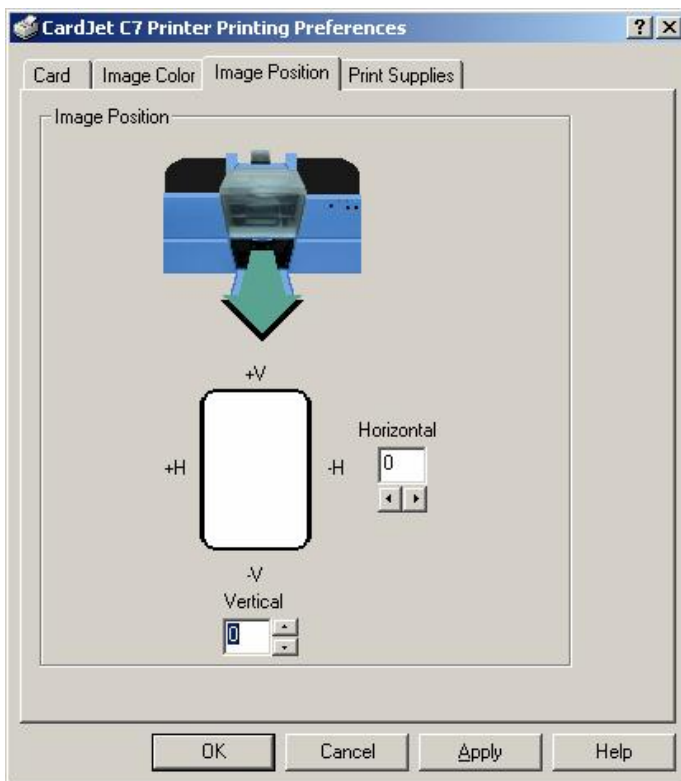 CardJet C7 Printer Printing Preferences
Card Image Color Image Position Print Supplies
Image Position
+V
Horizontal
+H -H 0
-V
Vertical
0
OK Cancel Apply Help